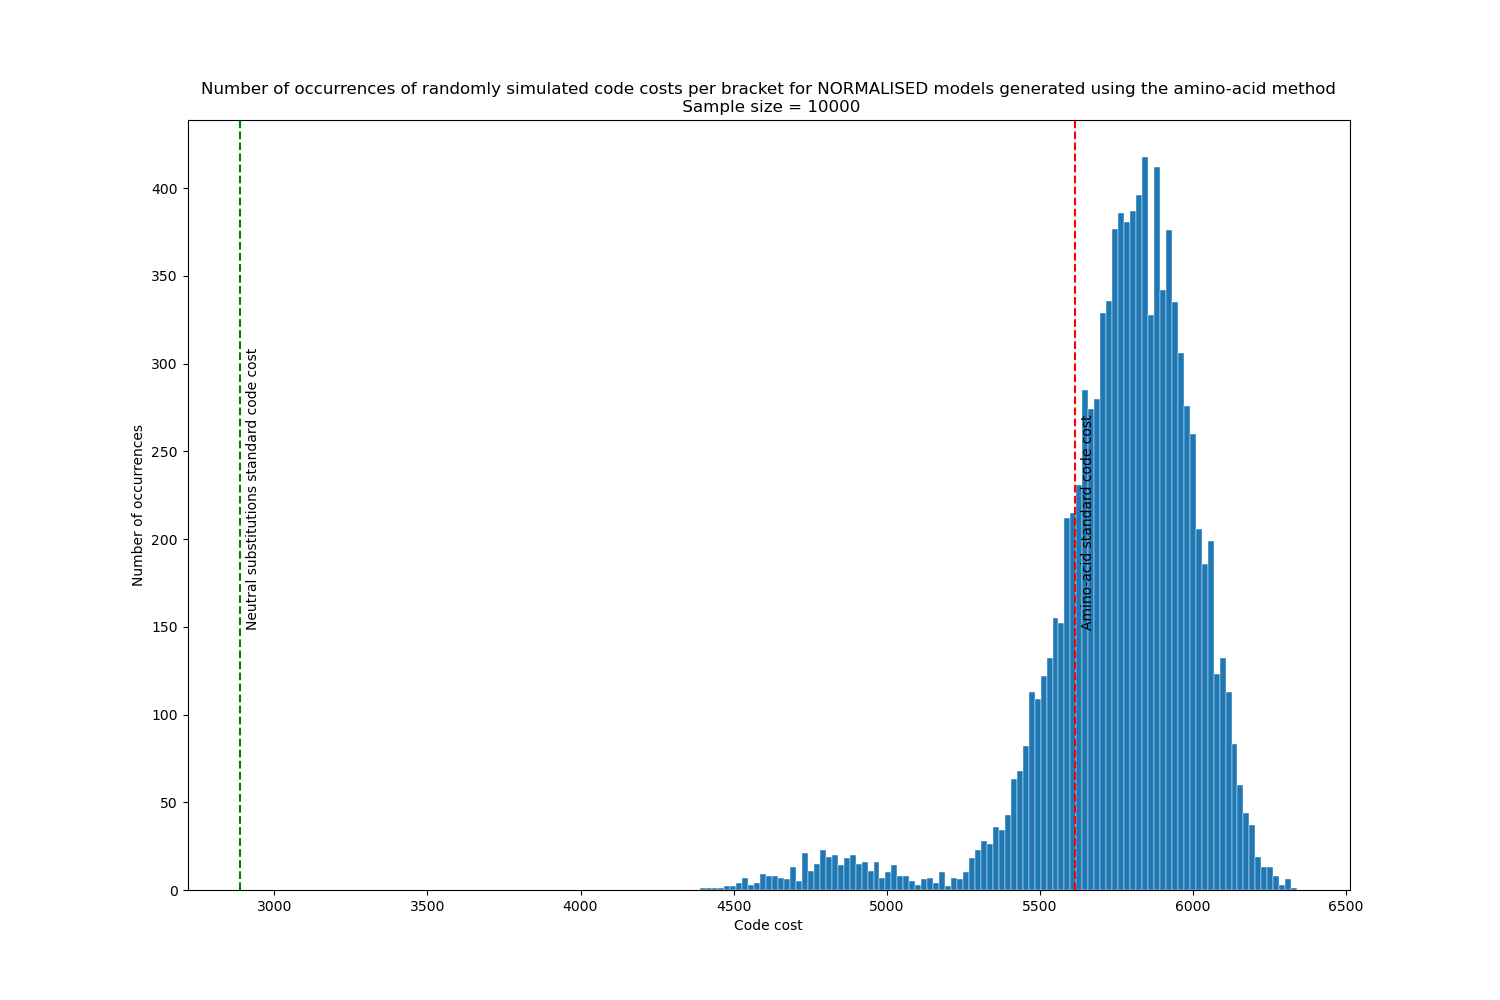 Number of occurrences of randomly simulated code costs per bracket for NORMALISED models generated using the amino-acid method
Sample size = 10000
Number of occurrences
400
350
300
250
200
150
100
50
0
Neutral substitutions standard code cost
Amino-acid standard code cost
3000
3500
4000
4500
5000
5500
6000
6500
Code cost